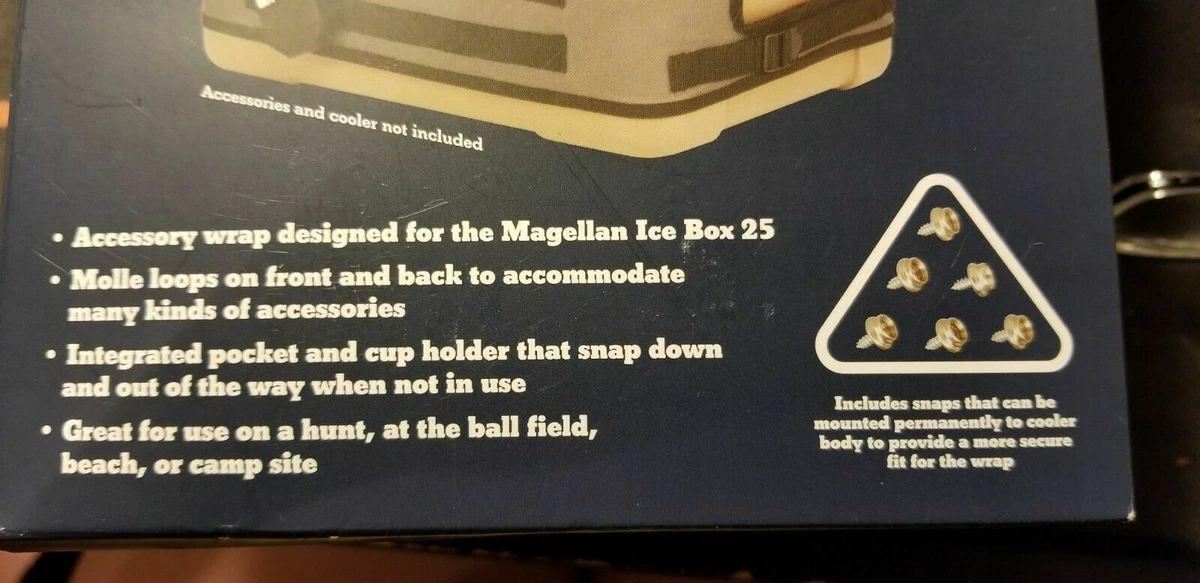 Accessories and cooler not included
• Accessory wrap designed for the Magellan Ice Box 25
• Molle loops on front and back to accommodate
many kinds of accessories
• Integrated pocket and cup holder that snap down
and out of the way when not in use
• Great for use on a hunt, at the ball field,
beach, or camp site
Includes snaps that can be
mounted permanently to cooler
body to provide a more secure
fit for the wrap